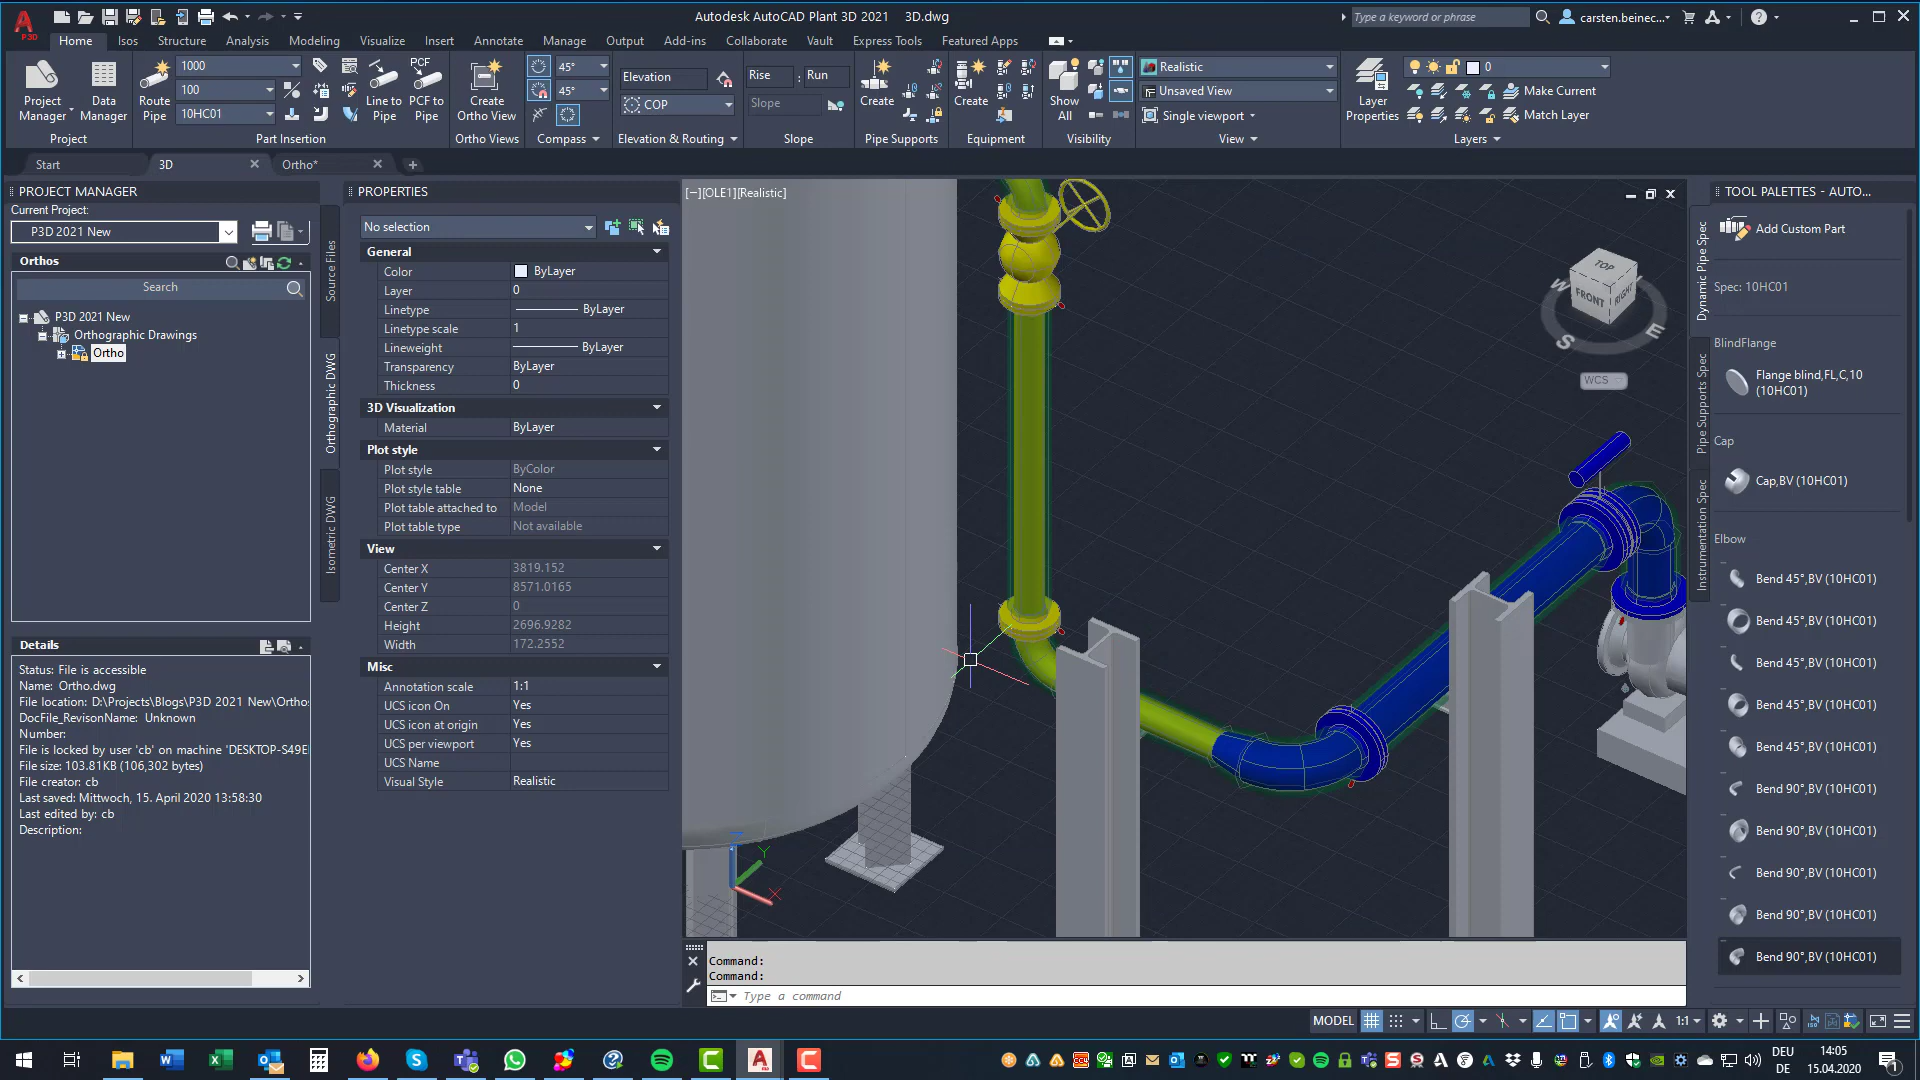 Autodesk AutoCAD Plant 3D 2021 3D.dwg
Type a keyword or phrase
carsten.beinec...
P3D
Home Isos Structure Analysis Modeling Visualize Insert Annotate Manage Output Add-ins Collaborate Vault Express Tools Featured Apps
1000
100
10HC01
Project Manager
Data Manager
Route Pipe
Line to Pipe
PCF
PCF to Pipe
Create Ortho View
45°
45°
Elevation
COP
Rise : Run
Slope
Create
Create
Show All
Realistic
Unsaved View
Single viewport
Layer Properties
0
Make Current
Match Layer
Project Part Insertion Ortho Views Compass Elevation & Routing Slope Pipe Supports Equipment Visibility View Layers
Start 3D Ortho*
PROJECT MANAGER
Current Project:
P3D 2021 New
Orthos
Search
P3D 2021 New
Orthographic Drawings
Ortho
Source Files
Orthographic DWG
Isometric DWG
Details
Status: File is accessible
Name: Ortho.dwg
File location: D:\Projects\Blogs\P3D 2021 New\Ortho
DocFile_RevisonName: Unknown
Number:
File is locked by user 'cb' on machine 'DESKTOP-S49E
File size: 103.81KB (106,302 bytes)
File creator: cb
Last saved: Mittwoch, 15. April 2020 13:58:30
Last edited by: cb
Description:
PROPERTIES
No selection
General
Color ByLayer
Layer 0
Linetype ByLayer
Linetype scale 1
Lineweight ByLayer
Transparency ByLayer
Thickness 0
3D Visualization
Material ByLayer
Plot style
Plot style ByColor
Plot style table None
Plot table attached to Model
Plot table type Not available
View
Center X 3819.152
Center Y 8571.0165
Center Z 0
Height 2696.9282
Width 172.2552
Misc
Annotation scale 1:1
UCS icon On Yes
UCS icon at origin Yes
UCS per viewport Yes
UCS Name
Visual Style Realistic
[−][OLE1][Realistic]
TOP
FRONT
RIGHT
W
S
E
WCS
Y
X
Command:
Command:
Type a command
TOOL PALETTES - AUTO...
Dynamic Pipe Spec
Pipe Supports Spec
Instrumentation Spec
Add Custom Part
Spec: 10HC01
BlindFlange
Flange blind,FL,C,10
(10HC01)
Cap
Cap,BV (10HC01)
Elbow
Bend 45°,BV (10HC01)
Bend 45°,BV (10HC01)
Bend 45°,BV (10HC01)
Bend 45°,BV (10HC01)
Bend 45°,BV (10HC01)
Bend 90°,BV (10HC01)
Bend 90°,BV (10HC01)
Bend 90°,BV (10HC01)
Bend 90°,BV (10HC01)
Bend 90°,BV (10HC01)
MODEL
1:1
DEU
DE
14:05
15.04.2020